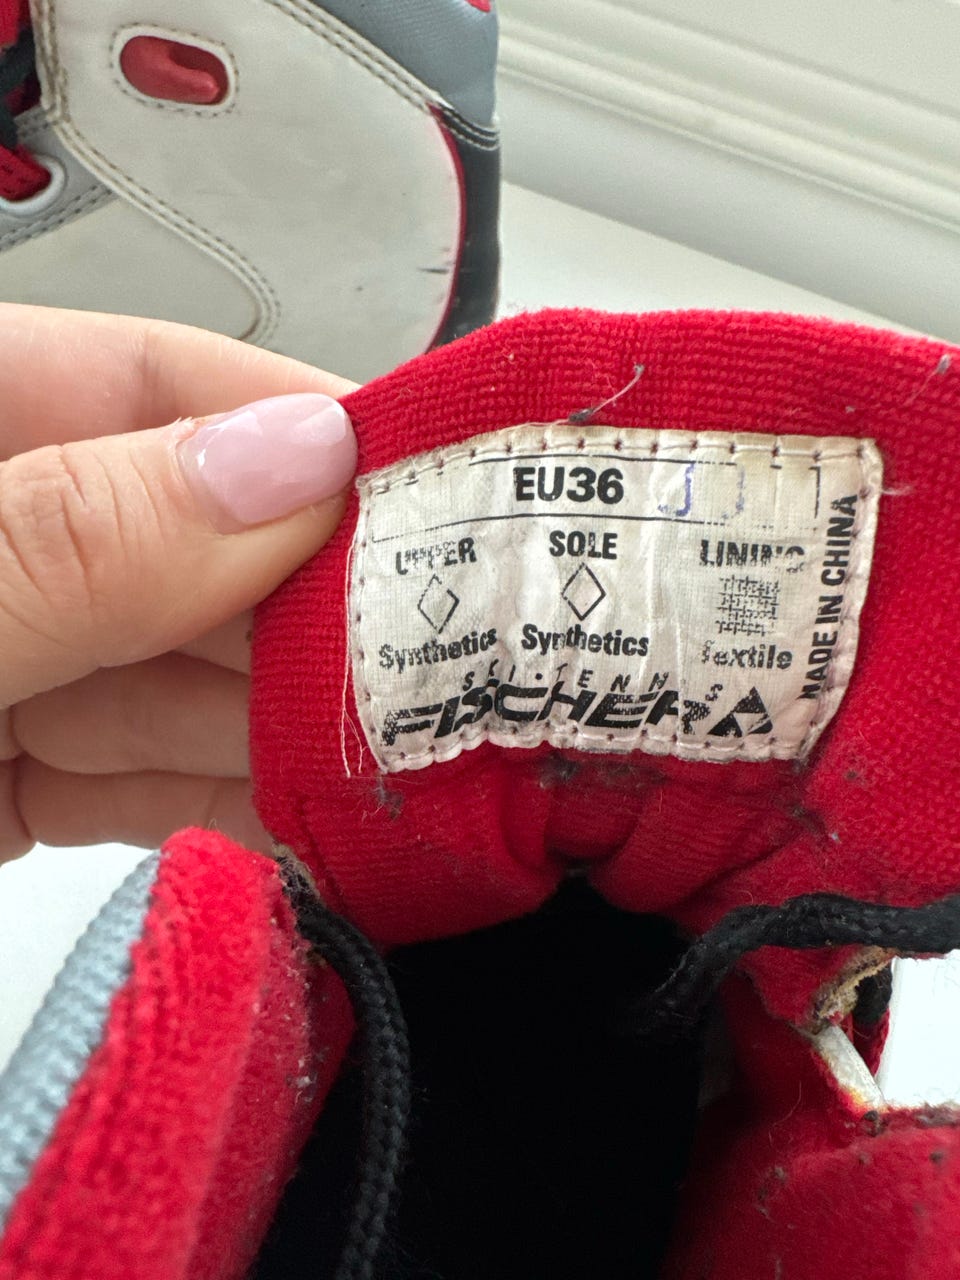 EU36 J J
UPPER SOLE LINING
Synthetics Synthetics Textile
SKI·TENNIS
FISCHER
MADE IN CHINA